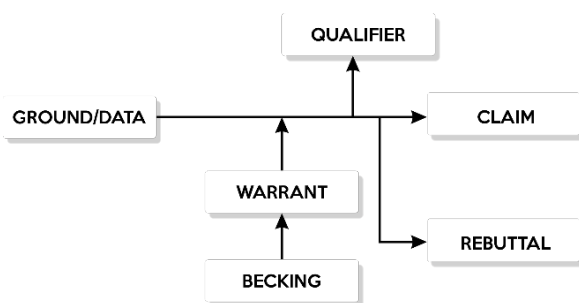 QUALIFIER
GROUND/DATA
CLAIM
WARRANT
REBUTTAL
BECKING